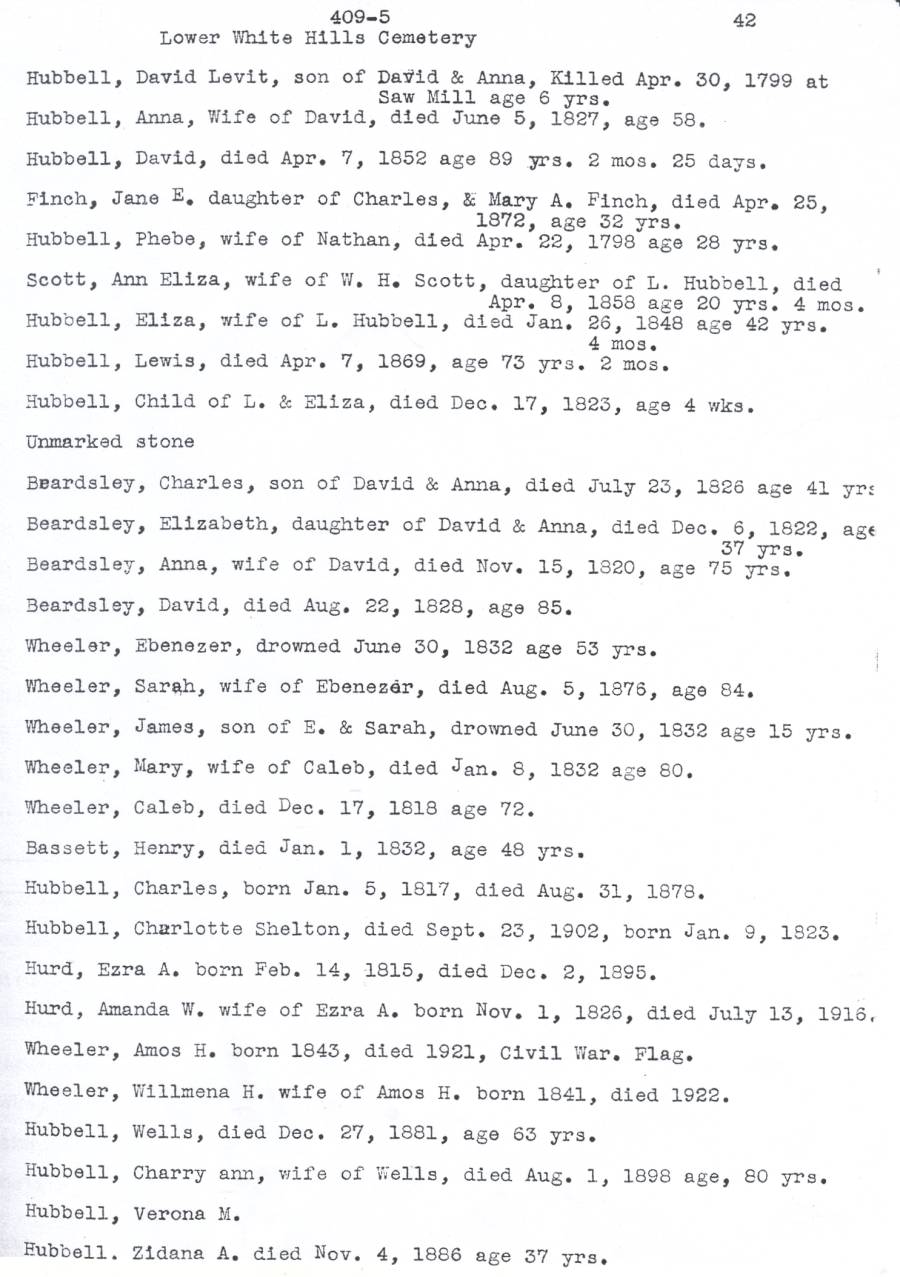 409-5
42
Lower White Hills Cemetery
Hubbell, David Levit, son of David & Anna, Killed Apr. 30, 1799 at
Saw Mill age 6 yrs.
Hubbell, Anna, Wife of David, died June 5, 1827, age 58.
Hubbell, David, died Apr. 7, 1852 age 89 yrs. 2 mos. 25 days.
Finch, Jane E. daughter of Charles, & Mary A. Finch, died Apr. 25,
1872, age 32 yrs.
Hubbell, Phebe, wife of Nathan, died Apr. 22, 1798 age 28 yrs.
Scott, Ann Eliza, wife of W. H. Scott, daughter of L. Hubbell, died
Apr. 8, 1858 age 20 yrs. 4 mos.
Hubbell, Eliza, wife of L. Hubbell, died Jan. 26, 1848 age 42 yrs.
4 mos.
Hubbell, Lewis, died Apr. 7, 1869, age 73 yrs. 2 mos.
Hubbell, Child of L. & Eliza, died Dec. 17, 1823, age 4 wks.
Unmarked stone
Beardsley, Charles, son of David & Anna, died July 23, 1826 age 41 yrs
Beardsley, Elizabeth, daughter of David & Anna, died Dec. 6, 1822, age
37 yrs.
Beardsley, Anna, wife of David, died Nov. 15, 1820, age 75 yrs.
Beardsley, David, died Aug. 22, 1828, age 85.
Wheeler, Ebenezer, drowned June 30, 1832 age 53 yrs.
Wheeler, Sarah, wife of Ebenezer, died Aug. 5, 1876, age 84.
Wheeler, James, son of E. & Sarah, drowned June 30, 1832 age 15 yrs.
Wheeler, Mary, wife of Caleb, died Jan. 8, 1832 age 80.
Wheeler, Caleb, died Dec. 17, 1818 age 72.
Bassett, Henry, died Jan. 1, 1832, age 48 yrs.
Hubbell, Charles, born Jan. 5, 1817, died Aug. 31, 1878.
Hubbell, Charlotte Shelton, died Sept. 23, 1902, born Jan. 9, 1823.
Hurd, Ezra A. born Feb. 14, 1815, died Dec. 2, 1895.
Hurd, Amanda W. wife of Ezra A. born Nov. 1, 1826, died July 13, 1916.
Wheeler, Amos H. born 1843, died 1921, Civil War. Flag.
Wheeler, Willmena H. wife of Amos H. born 1841, died 1922.
Hubbell, Wells, died Dec. 27, 1881, age 63 yrs.
Hubbell, Charry ann, wife of Wells, died Aug. 1, 1898 age, 80 yrs.
Hubbell, Verona M.
Hubbell. Zidana A. died Nov. 4, 1886 age 37 yrs.